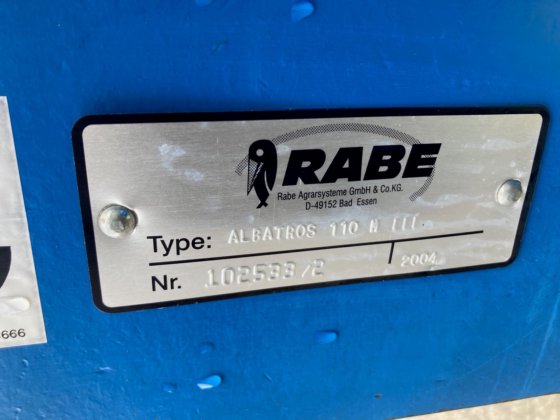 RABE
Rabe Agrarsysteme GmbH & Co.KG.
D-49152 Bad Essen
Type: ALBATROS 110 M III.
Nr. 102533/2 2004
666